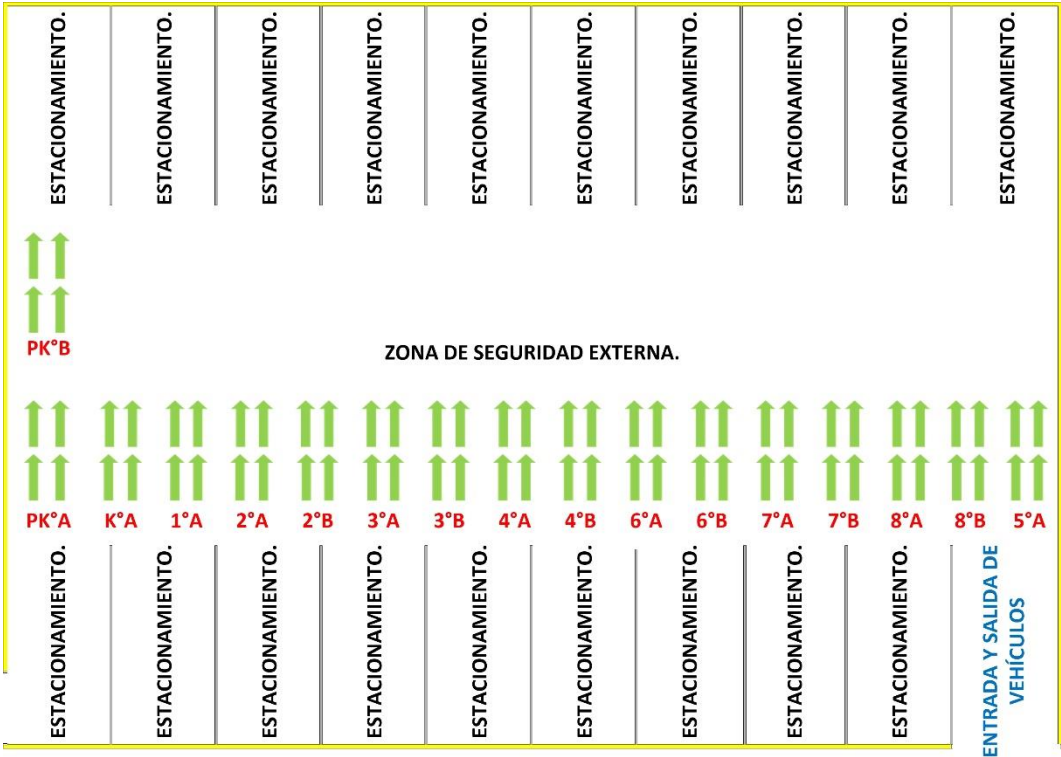 ESTACIONAMIENTO.
ESTACIONAMIENTO.
ESTACIONAMIENTO.
ESTACIONAMIENTO.
ESTACIONAMIENTO.
ESTACIONAMIENTO.
ESTACIONAMIENTO.
ESTACIONAMIENTO.
ESTACIONAMIENTO.
ESTACIONAMIENTO.
PK°B
ZONA DE SEGURIDAD EXTERNA.
PK°A K°A 1°A 2°A 2°B 3°A 3°B 4°A 4°B 6°A 6°B 7°A 7°B 8°A 8°B 5°A
ESTACIONAMIENTO.
ESTACIONAMIENTO.
ESTACIONAMIENTO.
ESTACIONAMIENTO.
ESTACIONAMIENTO.
ESTACIONAMIENTO.
ESTACIONAMIENTO.
ESTACIONAMIENTO.
ESTACIONAMIENTO.
ENTRADA Y SALIDA DE
VEHÍCULOS